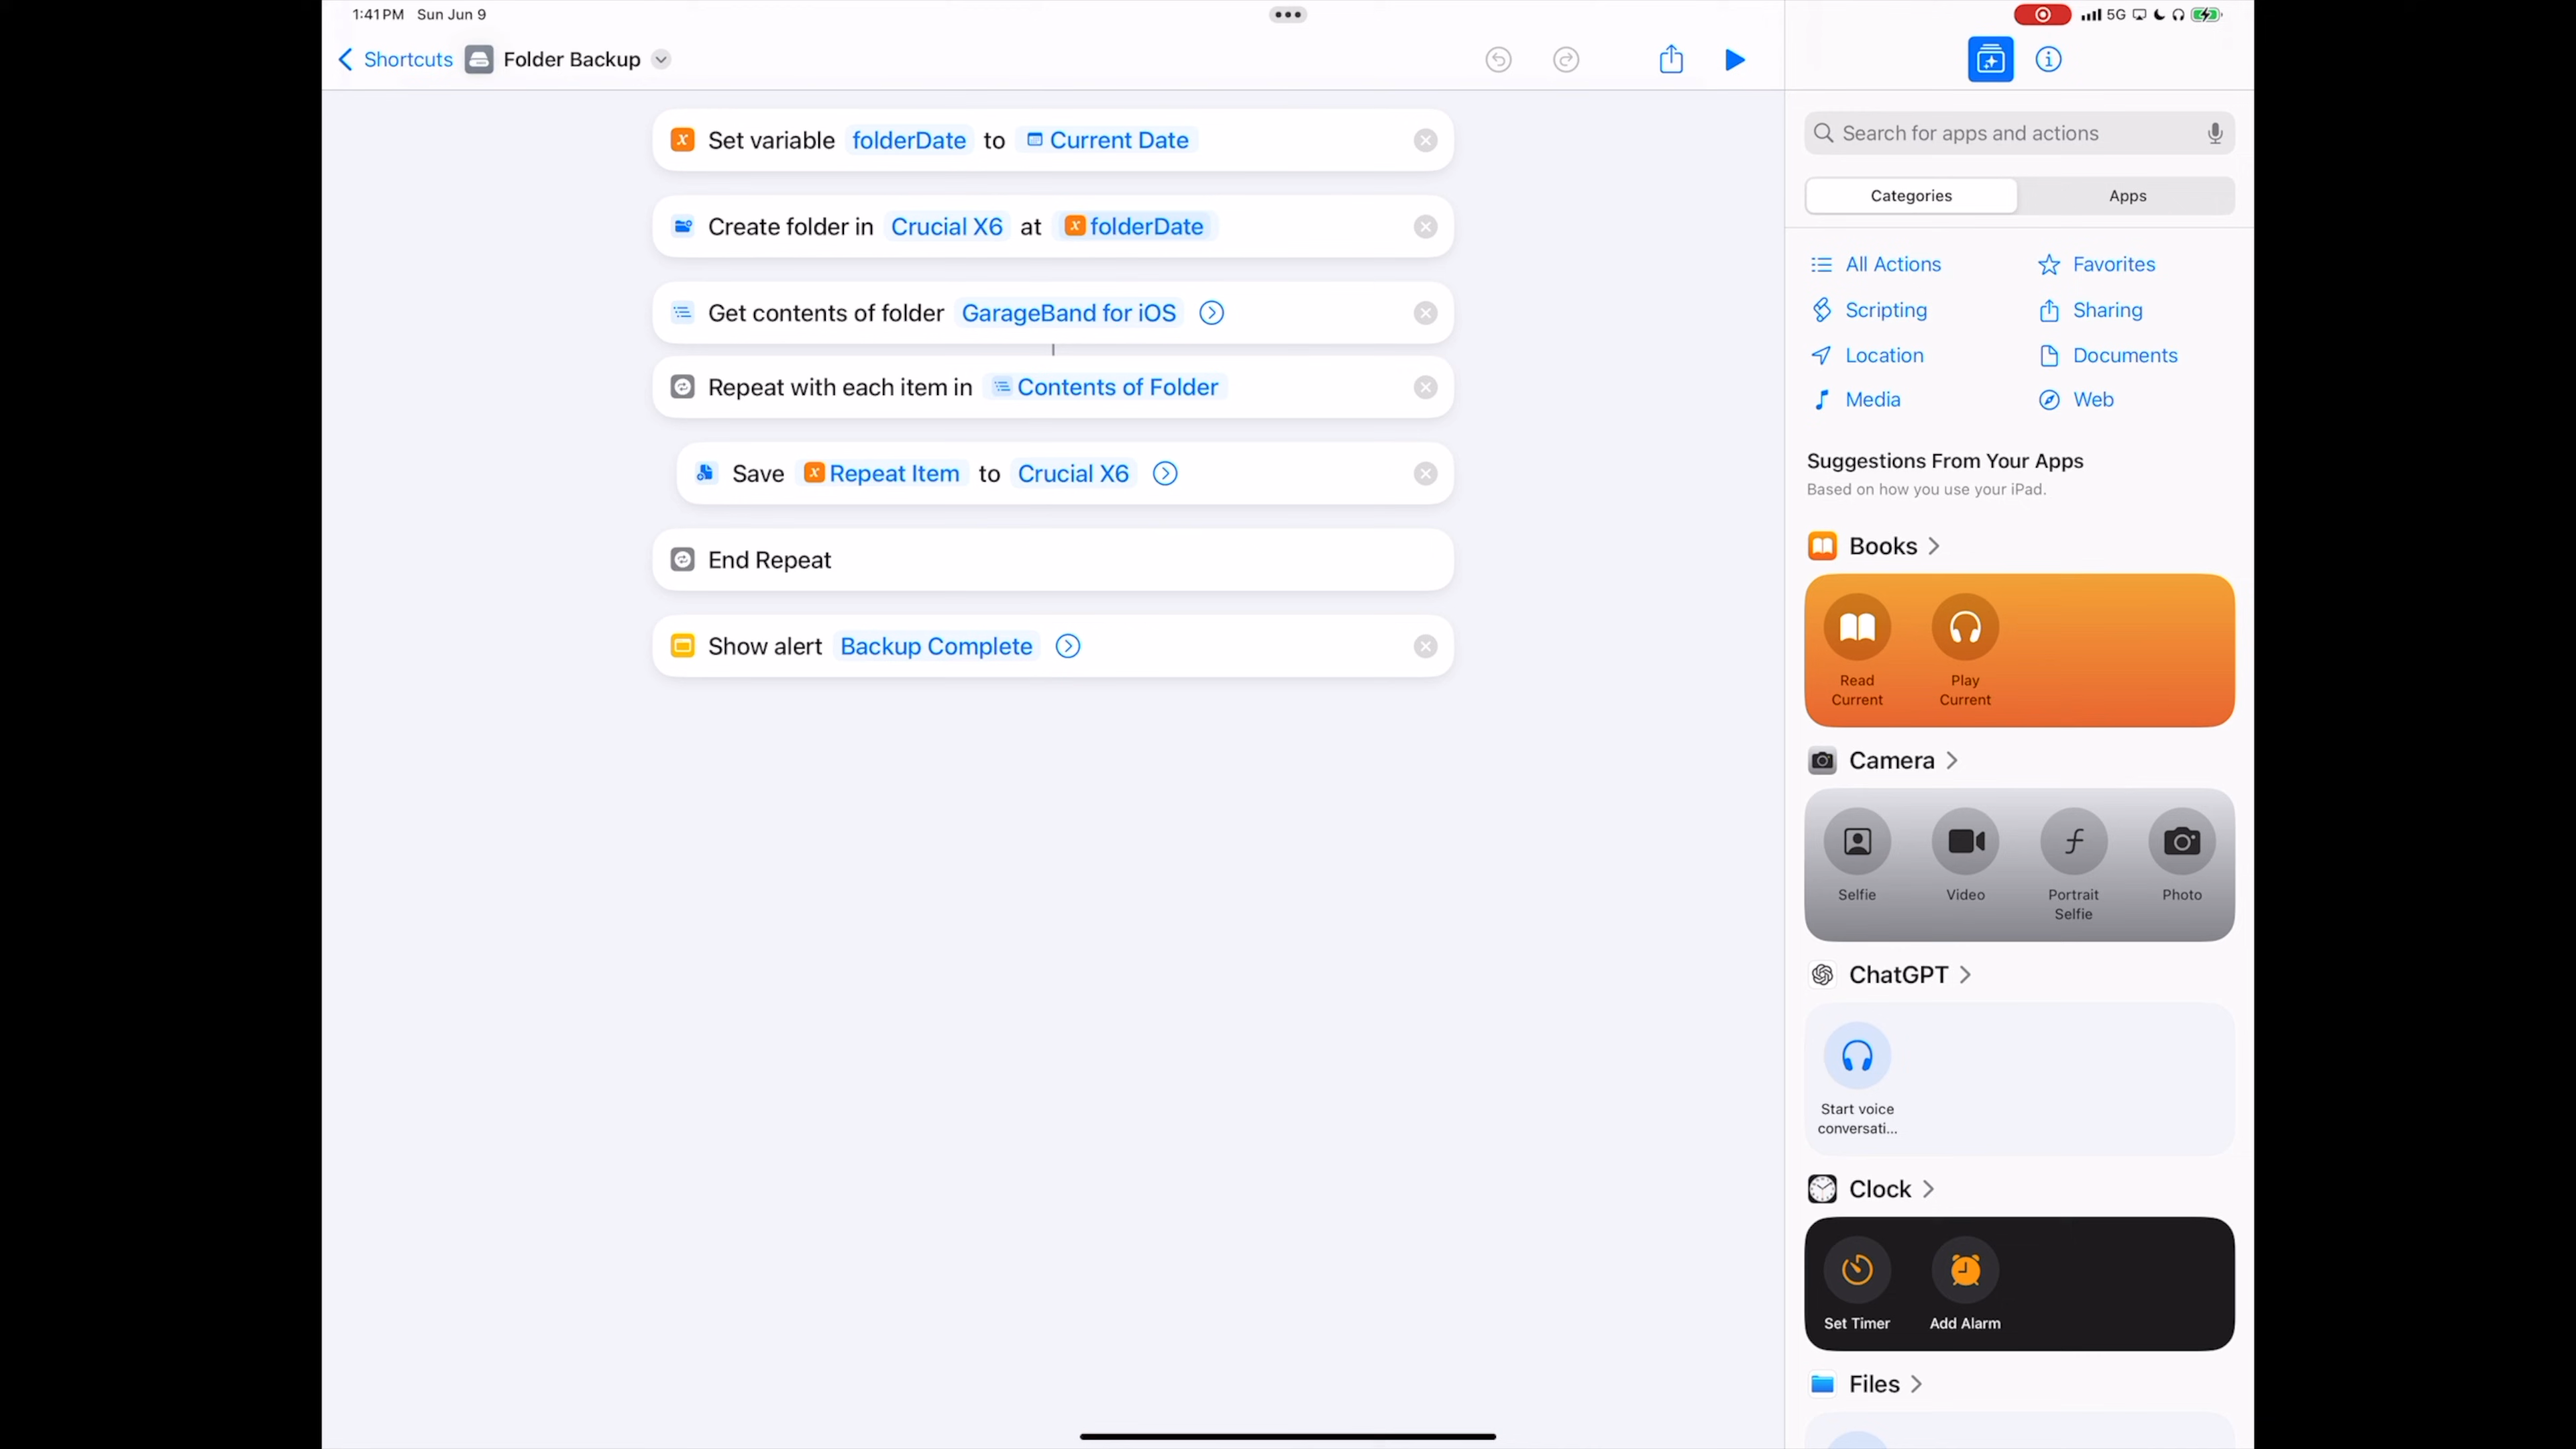 1:41 PM Sun Jun 9
5G
Shortcuts Folder Backup
Set variable folderDate to Current Date
Create folder in Crucial X6 at folderDate
Get contents of folder GarageBand for iOS
Repeat with each item in Contents of Folder
Save Repeat Item to Crucial X6
End Repeat
Show alert Backup Complete
Search for apps and actions
Categories Apps
All Actions Favorites
Scripting Sharing
Location Documents
Media Web
Suggestions From Your Apps
Based on how you use your iPad.
Books
Read Current
Play Current
Camera
Selfie
Video
Portrait Selfie
Photo
ChatGPT
Start voice
conversati...
Clock
Set Timer Add Alarm
Files